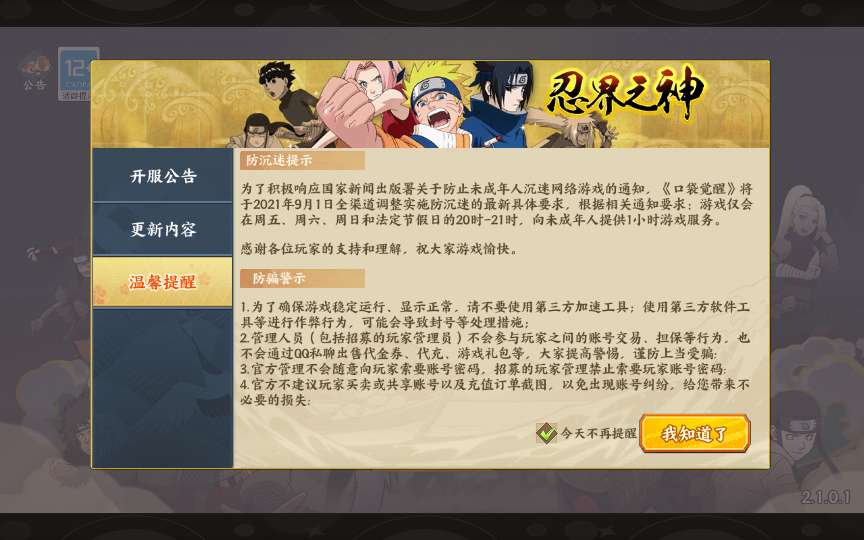 公告
12+
忍界之神
开服公告
更新内容
温馨提醒
防沉迷提示
为了积极响应国家新闻出版署关于防止未成年人沉迷网络游戏的通知，《口袋觉醒》将
于2021年9月1日全渠道调整实施防沉迷的最新具体要求，根据相关通知要求：游戏仅会
在周五、周六、周日和法定节假日的20时-21时，向未成年人提供1小时游戏服务。
感谢各位玩家的支持和理解，祝大家游戏愉快。
防骗警示
1.为了确保游戏稳定运行、显示正常，请不要使用第三方加速工具；使用第三方软件工
具等进行作弊行为，可能会导致封号等处理措施；
2.管理人员（包括招募的玩家管理员）不会参与玩家之间的账号交易、担保等行为，也
不会通过QQ私聊出售代金券、代充、游戏礼包等，大家提高警惕，谨防上当受骗；
3.官方管理不会随意向玩家索要账号密码，招募的玩家管理禁止索要玩家账号密码；
4.官方不建议玩家买卖或共享账号以及充值订单截图，以免出现账号纠纷，给您带来不
必要的损失；
今天不再提醒
我知道了
2.1.0.1